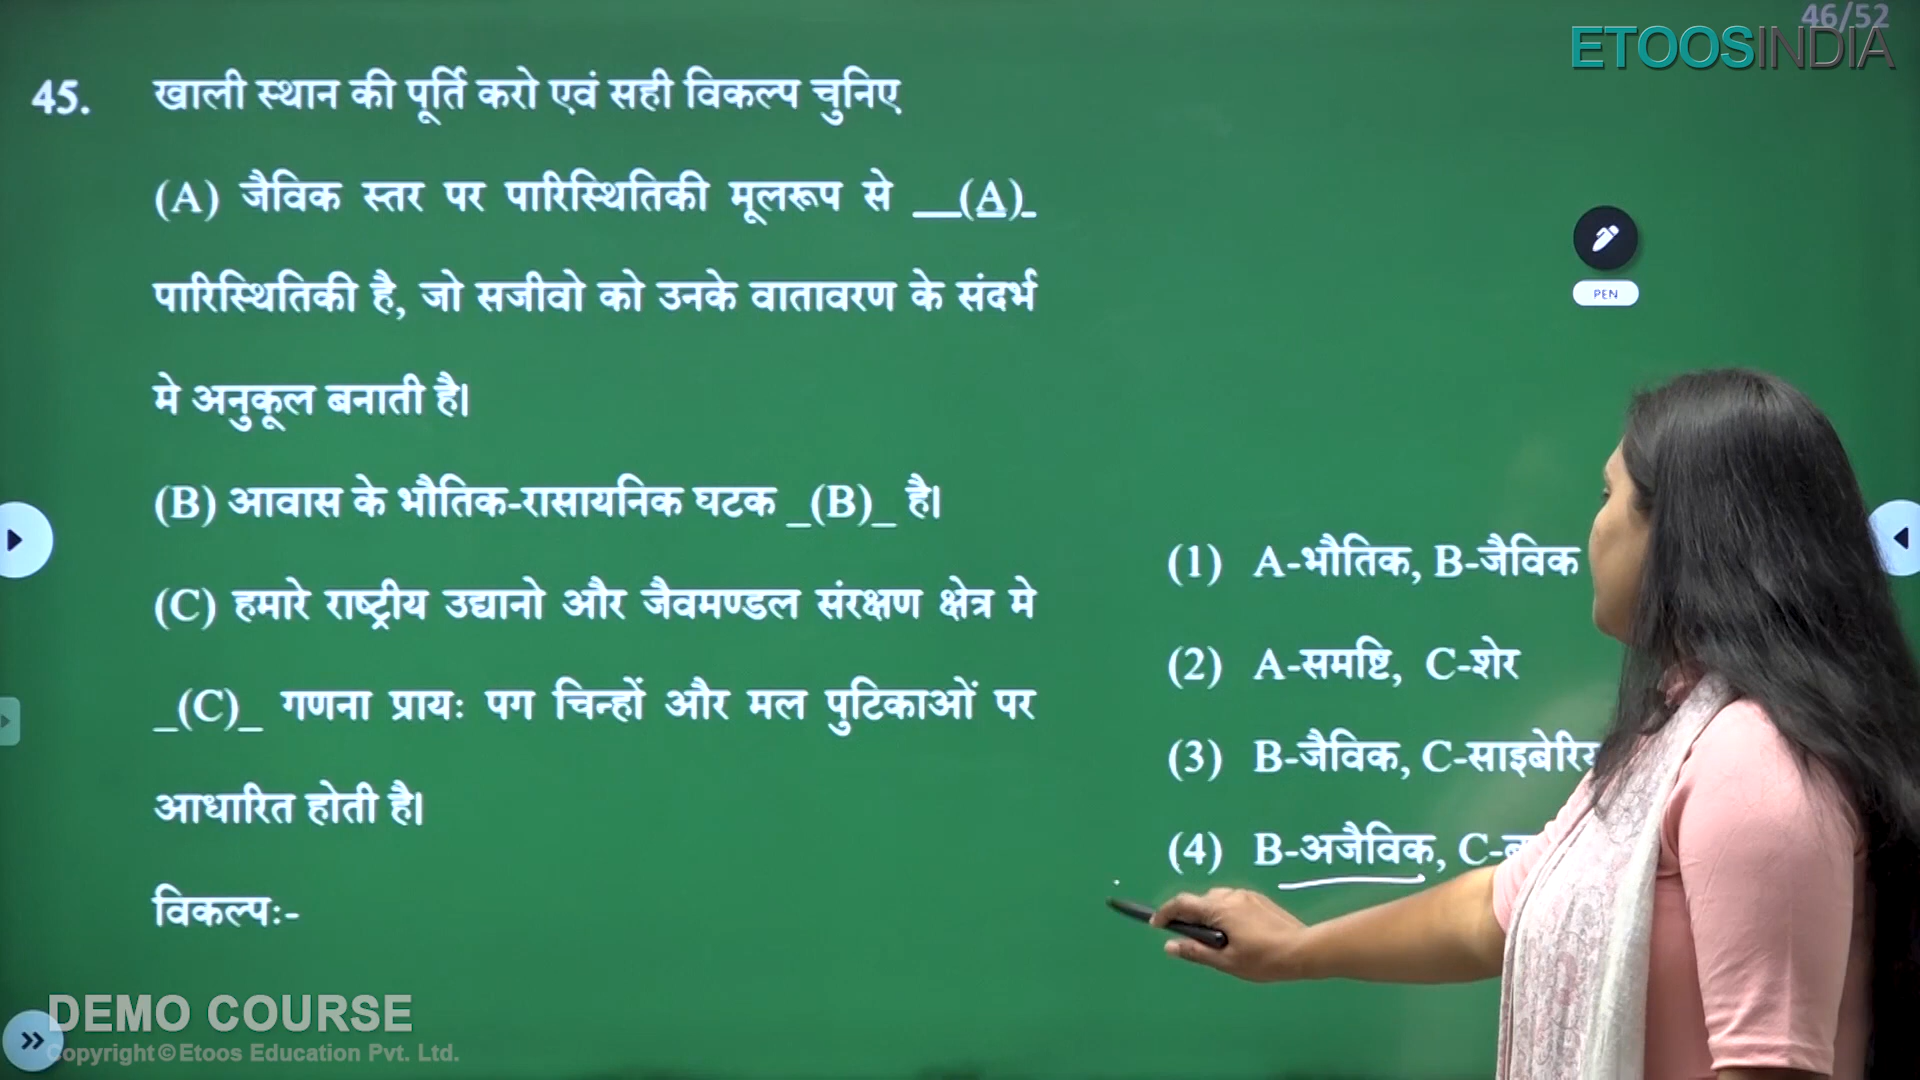 46/52
ETOOSINDIA
45. खाली स्थान की पूर्ति करो एवं सही विकल्प चुनिए
(A) जैविक स्तर पर पारिस्थितिकी मूलरूप से __(A)_
पारिस्थितिकी है, जो सजीवो को उनके वातावरण के संदर्भ
मे अनुकूल बनाती है।
(B) आवास के भौतिक-रासायनिक घटक _(B)_ है।
(C) हमारे राष्ट्रीय उद्यानो और जैवमण्डल संरक्षण क्षेत्र मे
_(C)_ गणना प्रायः पग चिन्हों और मल पुटिकाओं पर
आधारित होती है।
विकल्पः-
PEN
(1) A-भौतिक, B-जैविक
(2) A-समष्टि, C-शेर
(3) B-जैविक,
(4) B-अजैविक,
DEMO COURSE
Copyright © Etoos Education Pvt. Ltd.